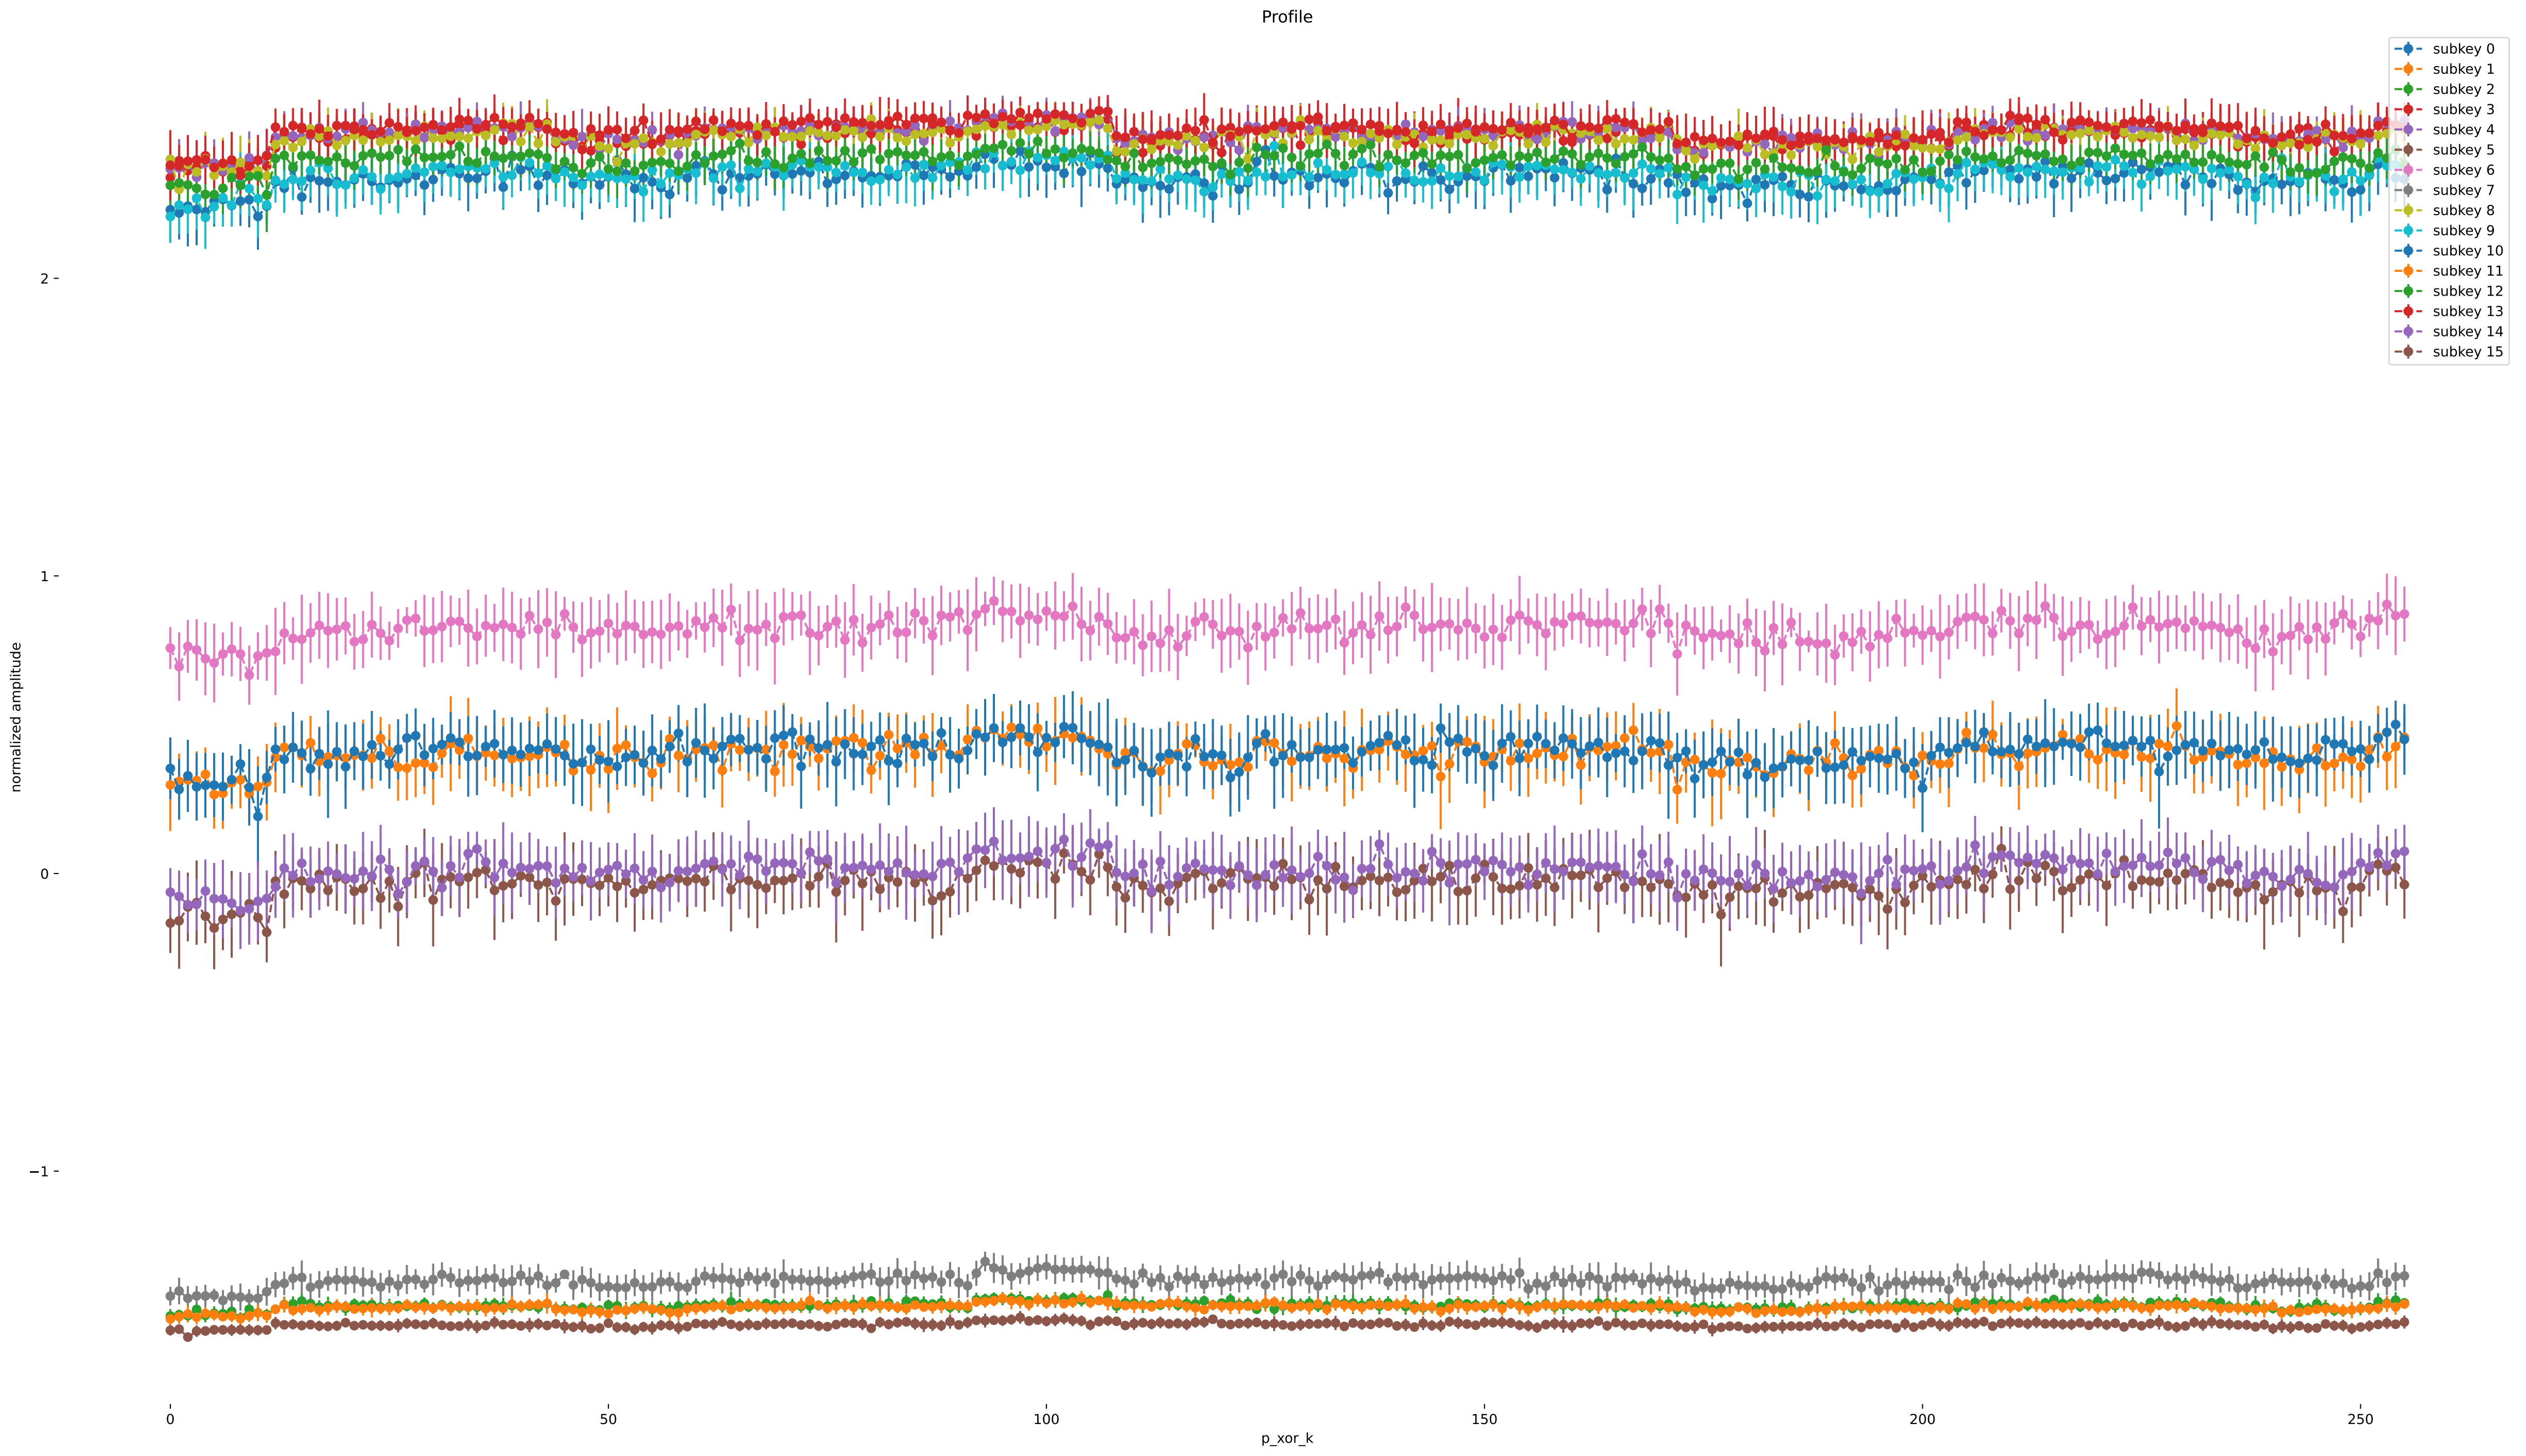 Profile
subkey 0
subkey 1
subkey 2
subkey 3
subkey 4
subkey 5
subkey 6
subkey 7
subkey 8
subkey 9
subkey 10
subkey 11
subkey 12
subkey 13
subkey 14
subkey 15
normalized amplitude
2
1
0
−1
0
50
100
150
200
250
p_xor_k